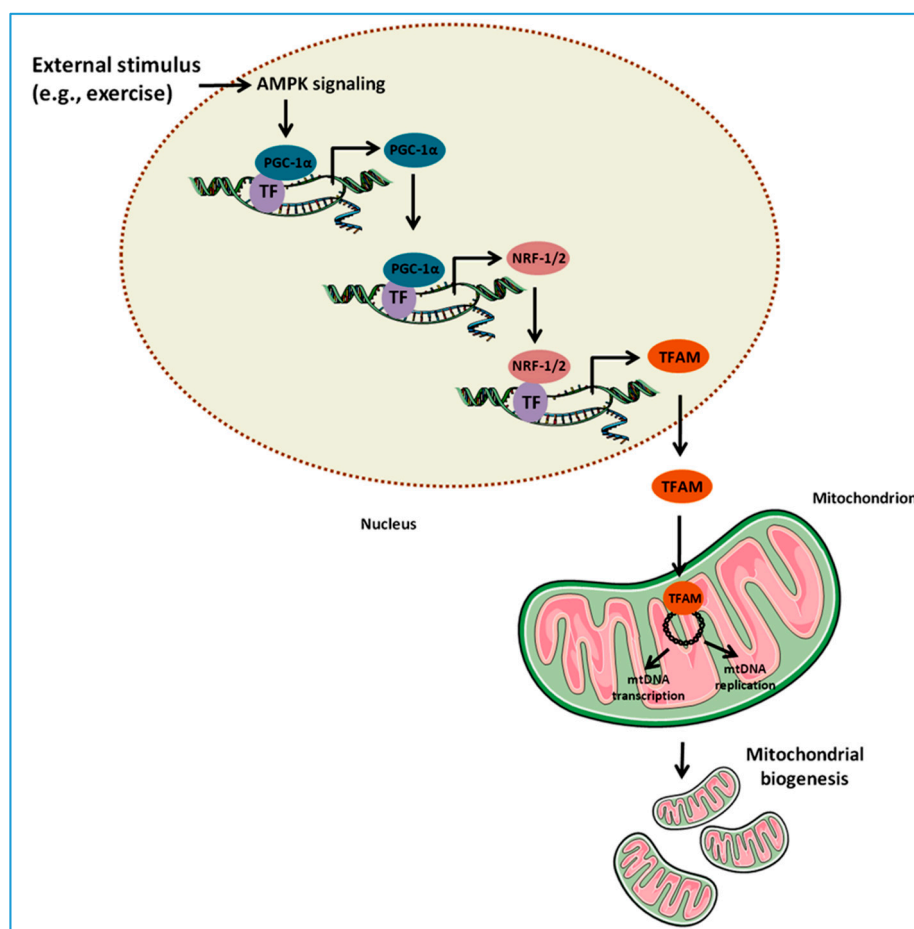 External stimulus
(e.g., exercise)
AMPK signaling
PGC-1α
PGC-1α
TF
PGC-1α
NRF-1/2
TF
NRF-1/2
TFAM
TF
TFAM
Nucleus
Mitochondrion
TFAM
mtDNA
transcription
mtDNA
replication
Mitochondrial
biogenesis